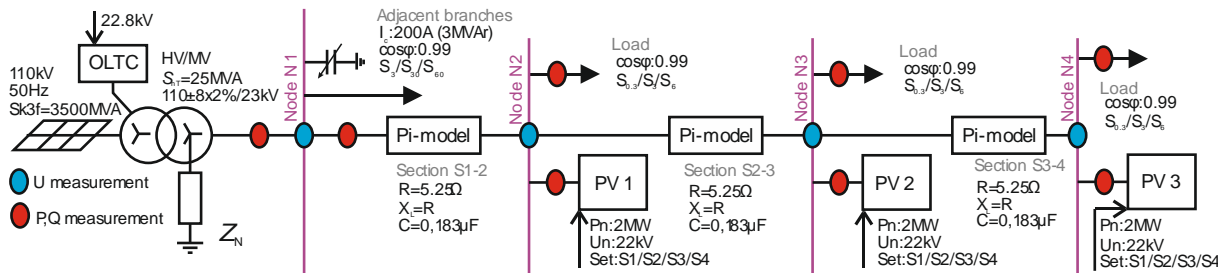 22.8kV
OLTC
110kV
50Hz
Sk3f=3500MVA
HV/MV
SnT=25MVA
110±8x2%/23kV
U measurement
P,Q measurement
ZN
Node N1
Adjacent branches
Ic:200A (3MVAr)
cosφ:0.99
S3/S30/S60
Pi-model
Section S1-2
R=5.25Ω
XL=R
C=0,183µF
Node N2
Load
cosφ:0.99
S0.3/S3/S6
PV 1
Pn:2MW
Un:22kV
Set:S1/S2/S3/S4
Pi-model
Section S2-3
R=5.25Ω
XL=R
C=0,183µF
Node N3
Load
cosφ:0.99
S0.3/S3/S6
PV 2
Pn:2MW
Un:22kV
Set:S1/S2/S3/S4
Pi-model
Section S3-4
R=5.25Ω
XL=R
C=0,183µF
Node N4
Load
cosφ:0.99
S0.3/S3/S6
PV 3
Pn:2MW
Un:22kV
Set:S1/S2/S3/S4